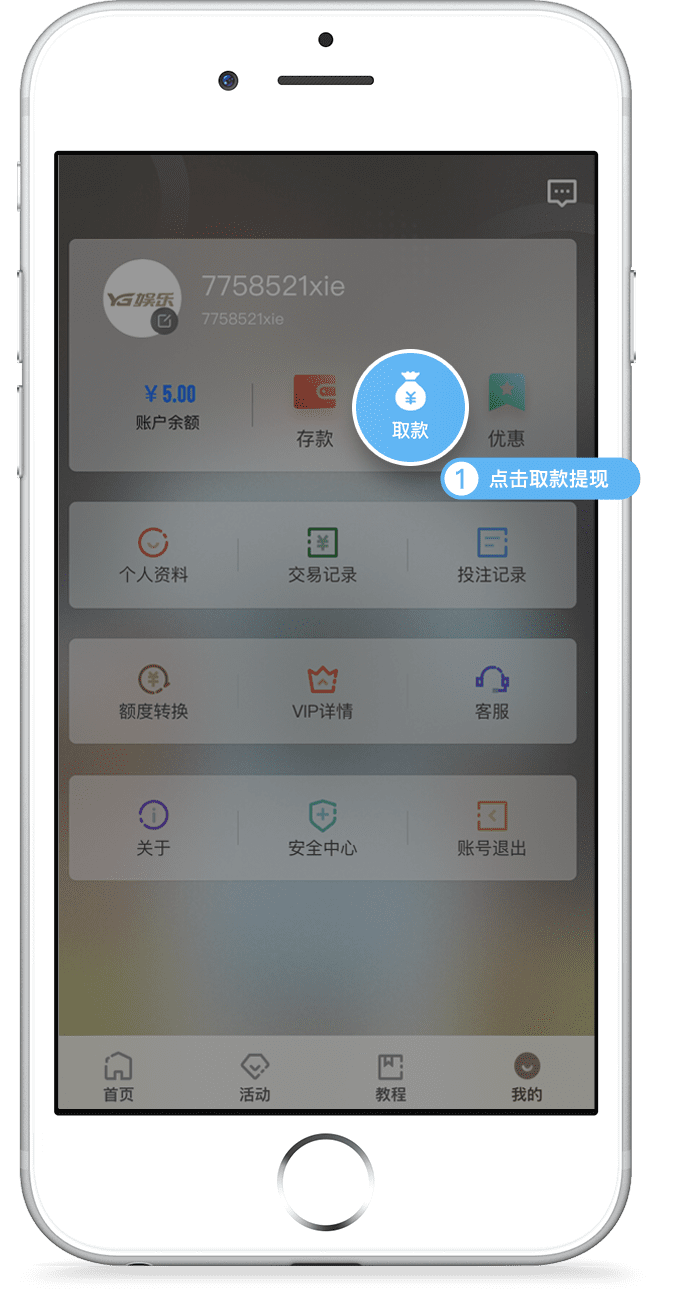 7758521xie
YG娱乐
7758521xie
¥ 5.00
账户余额
存款
¥
取款
优惠
1 点击取款提现
¥
个人资料
交易记录
投注记录
¥
额度转换
VIP详情
客服
关于
安全中心
账号退出
首页
活动
教程
我的